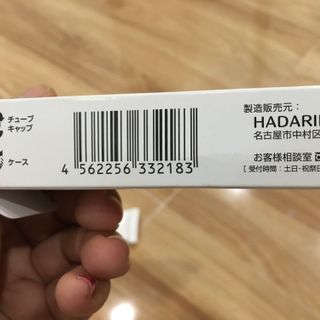 チューブ
キャップ
ケース
4 562256 332183
製造販売元：
HADARI
名古屋市中村区
お客様相談室
[ 受付時間：土日・祝祭日